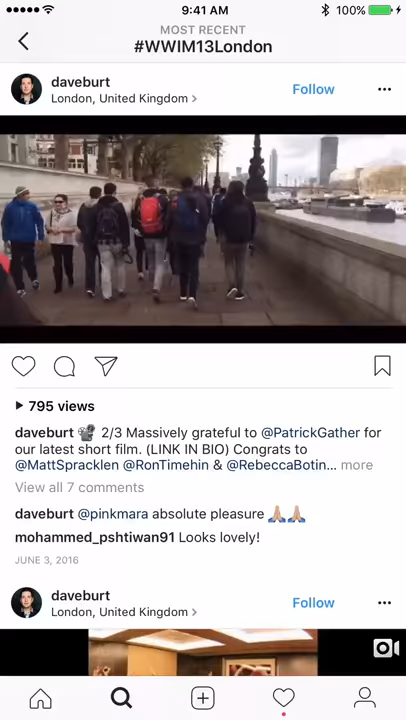 9:41 AM
100%
MOST RECENT
#WWIM13London
daveburt
London, United Kingdom >
Follow
795 views
daveburt 📽 2/3 Massively grateful to @PatrickGather for
our latest short film. (LINK IN BIO) Congrats to
@MattSpracklen @RonTimehin & @RebeccaBotin... more
View all 7 comments
daveburt @pinkmara absolute pleasure 🙏🏼🙏🏼
mohammed_pshtiwan91 Looks lovely!
JUNE 3, 2016
daveburt
London, United Kingdom >
Follow